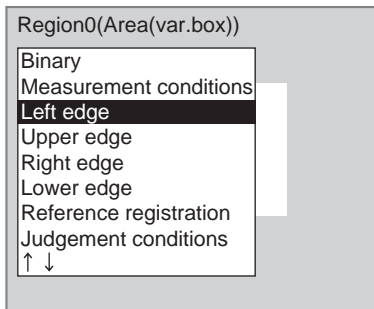 Region0(Area(var.box))
Binary
Measurement conditions
Left edge
Upper edge
Right edge
Lower edge
Reference registration
Judgement conditions
↑ ↓